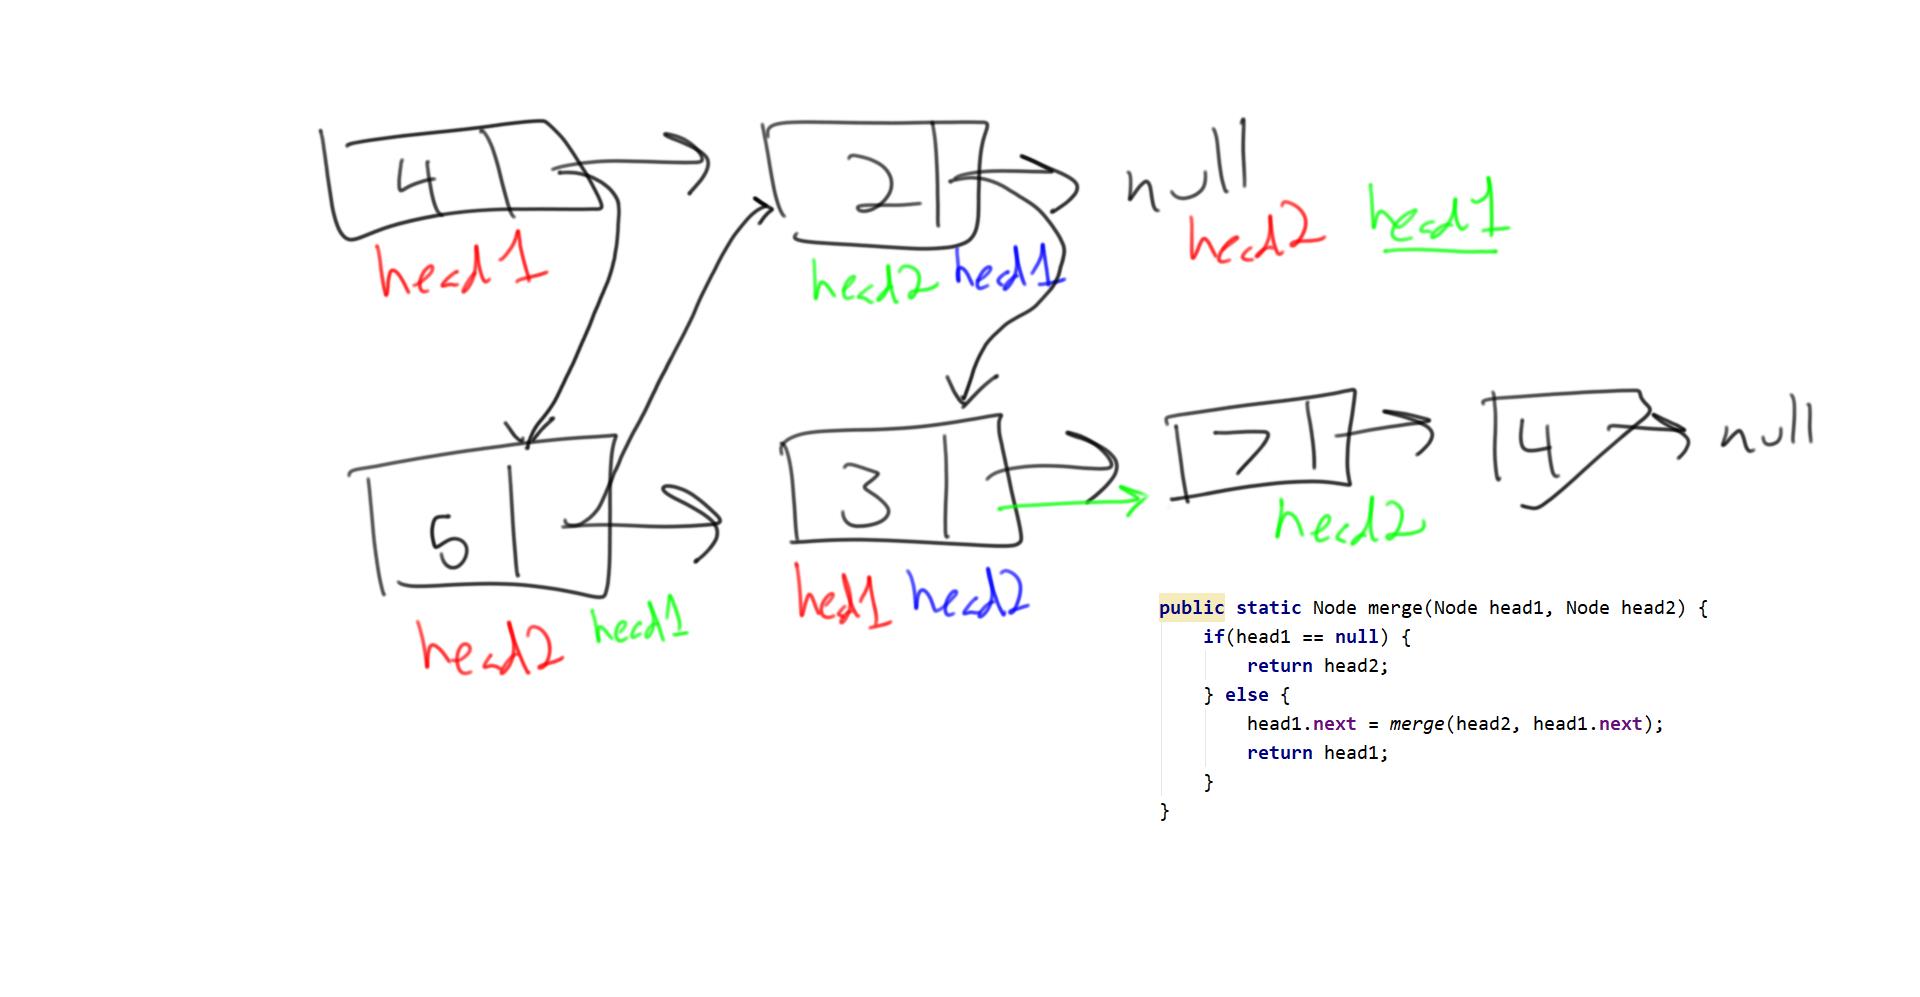 4 2 null
head1 head2 head1 head2 head1
5 3 7 4 null
head2 head1 hed1 head2 head2
public static Node merge(Node head1, Node head2) {
if(head1 == null) {
return head2;
} else {
head1.next = merge(head2, head1.next);
return head1;
}
}